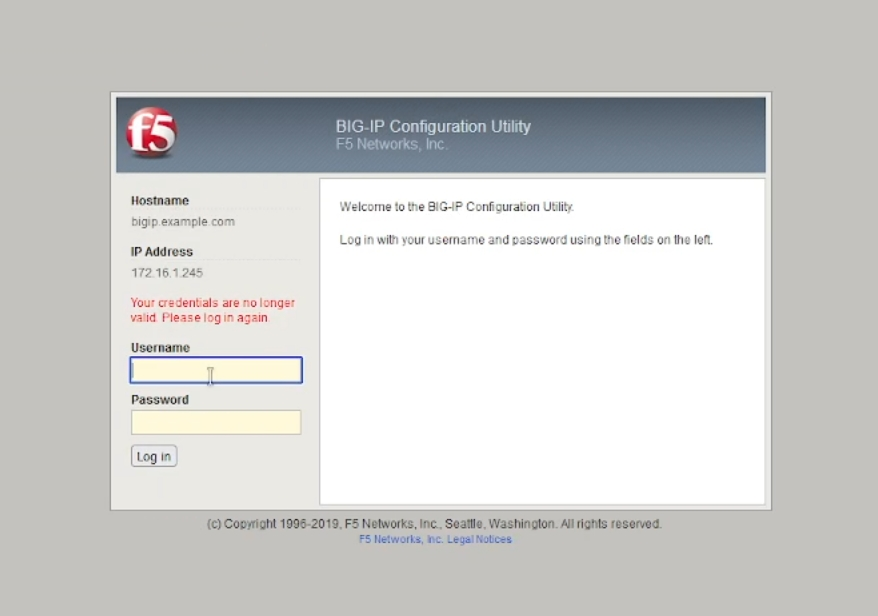 f5
BIG-IP Configuration Utility
F5 Networks, Inc.
Hostname
bigip.example.com
IP Address
172.16.1.245
Your credentials are no longer
valid. Please log in again.
Username
Password
Log in
Welcome to the BIG-IP Configuration Utility.
Log in with your username and password using the fields on the left.
(c) Copyright 1996-2019, F5 Networks, Inc., Seattle, Washington. All rights reserved.
F5 Networks, Inc. Legal Notices